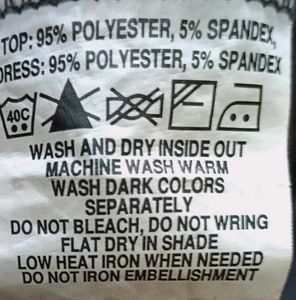 TOP: 95% POLYESTER, 5% SPANDEX,
DRESS: 95% POLYESTER, 5% SPANDEX
40C
WASH AND DRY INSIDE OUT
MACHINE WASH WARM
WASH DARK COLORS
SEPARATELY
DO NOT BLEACH, DO NOT WRING
FLAT DRY IN SHADE
LOW HEAT IRON WHEN NEEDED
DO NOT IRON EMBELLISHMENT